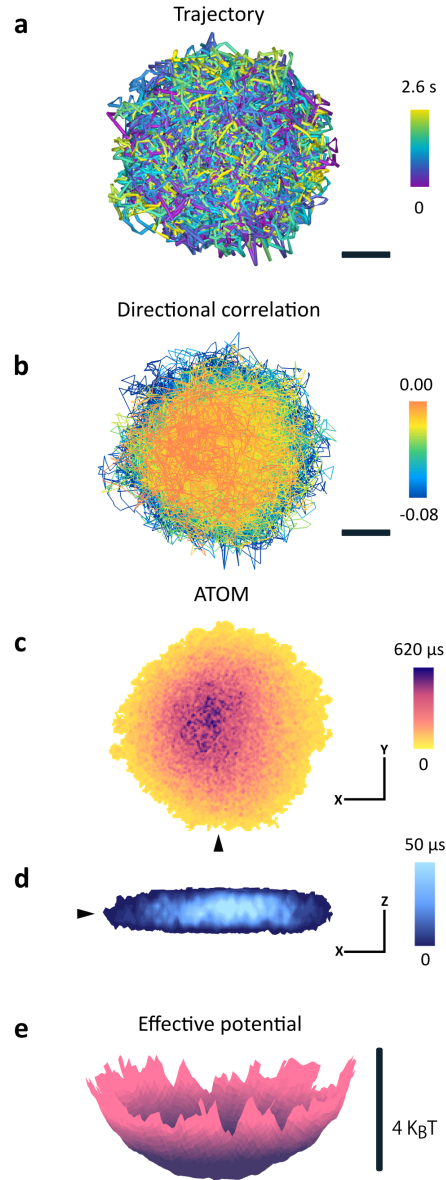 Trajectory
a
2.6 s
0
Directional correlation
b
0.00
-0.08
ATOM
c
620 µs
0
Y
X
d
50 µs
0
Z
X
e
Effective potential
4 KBT